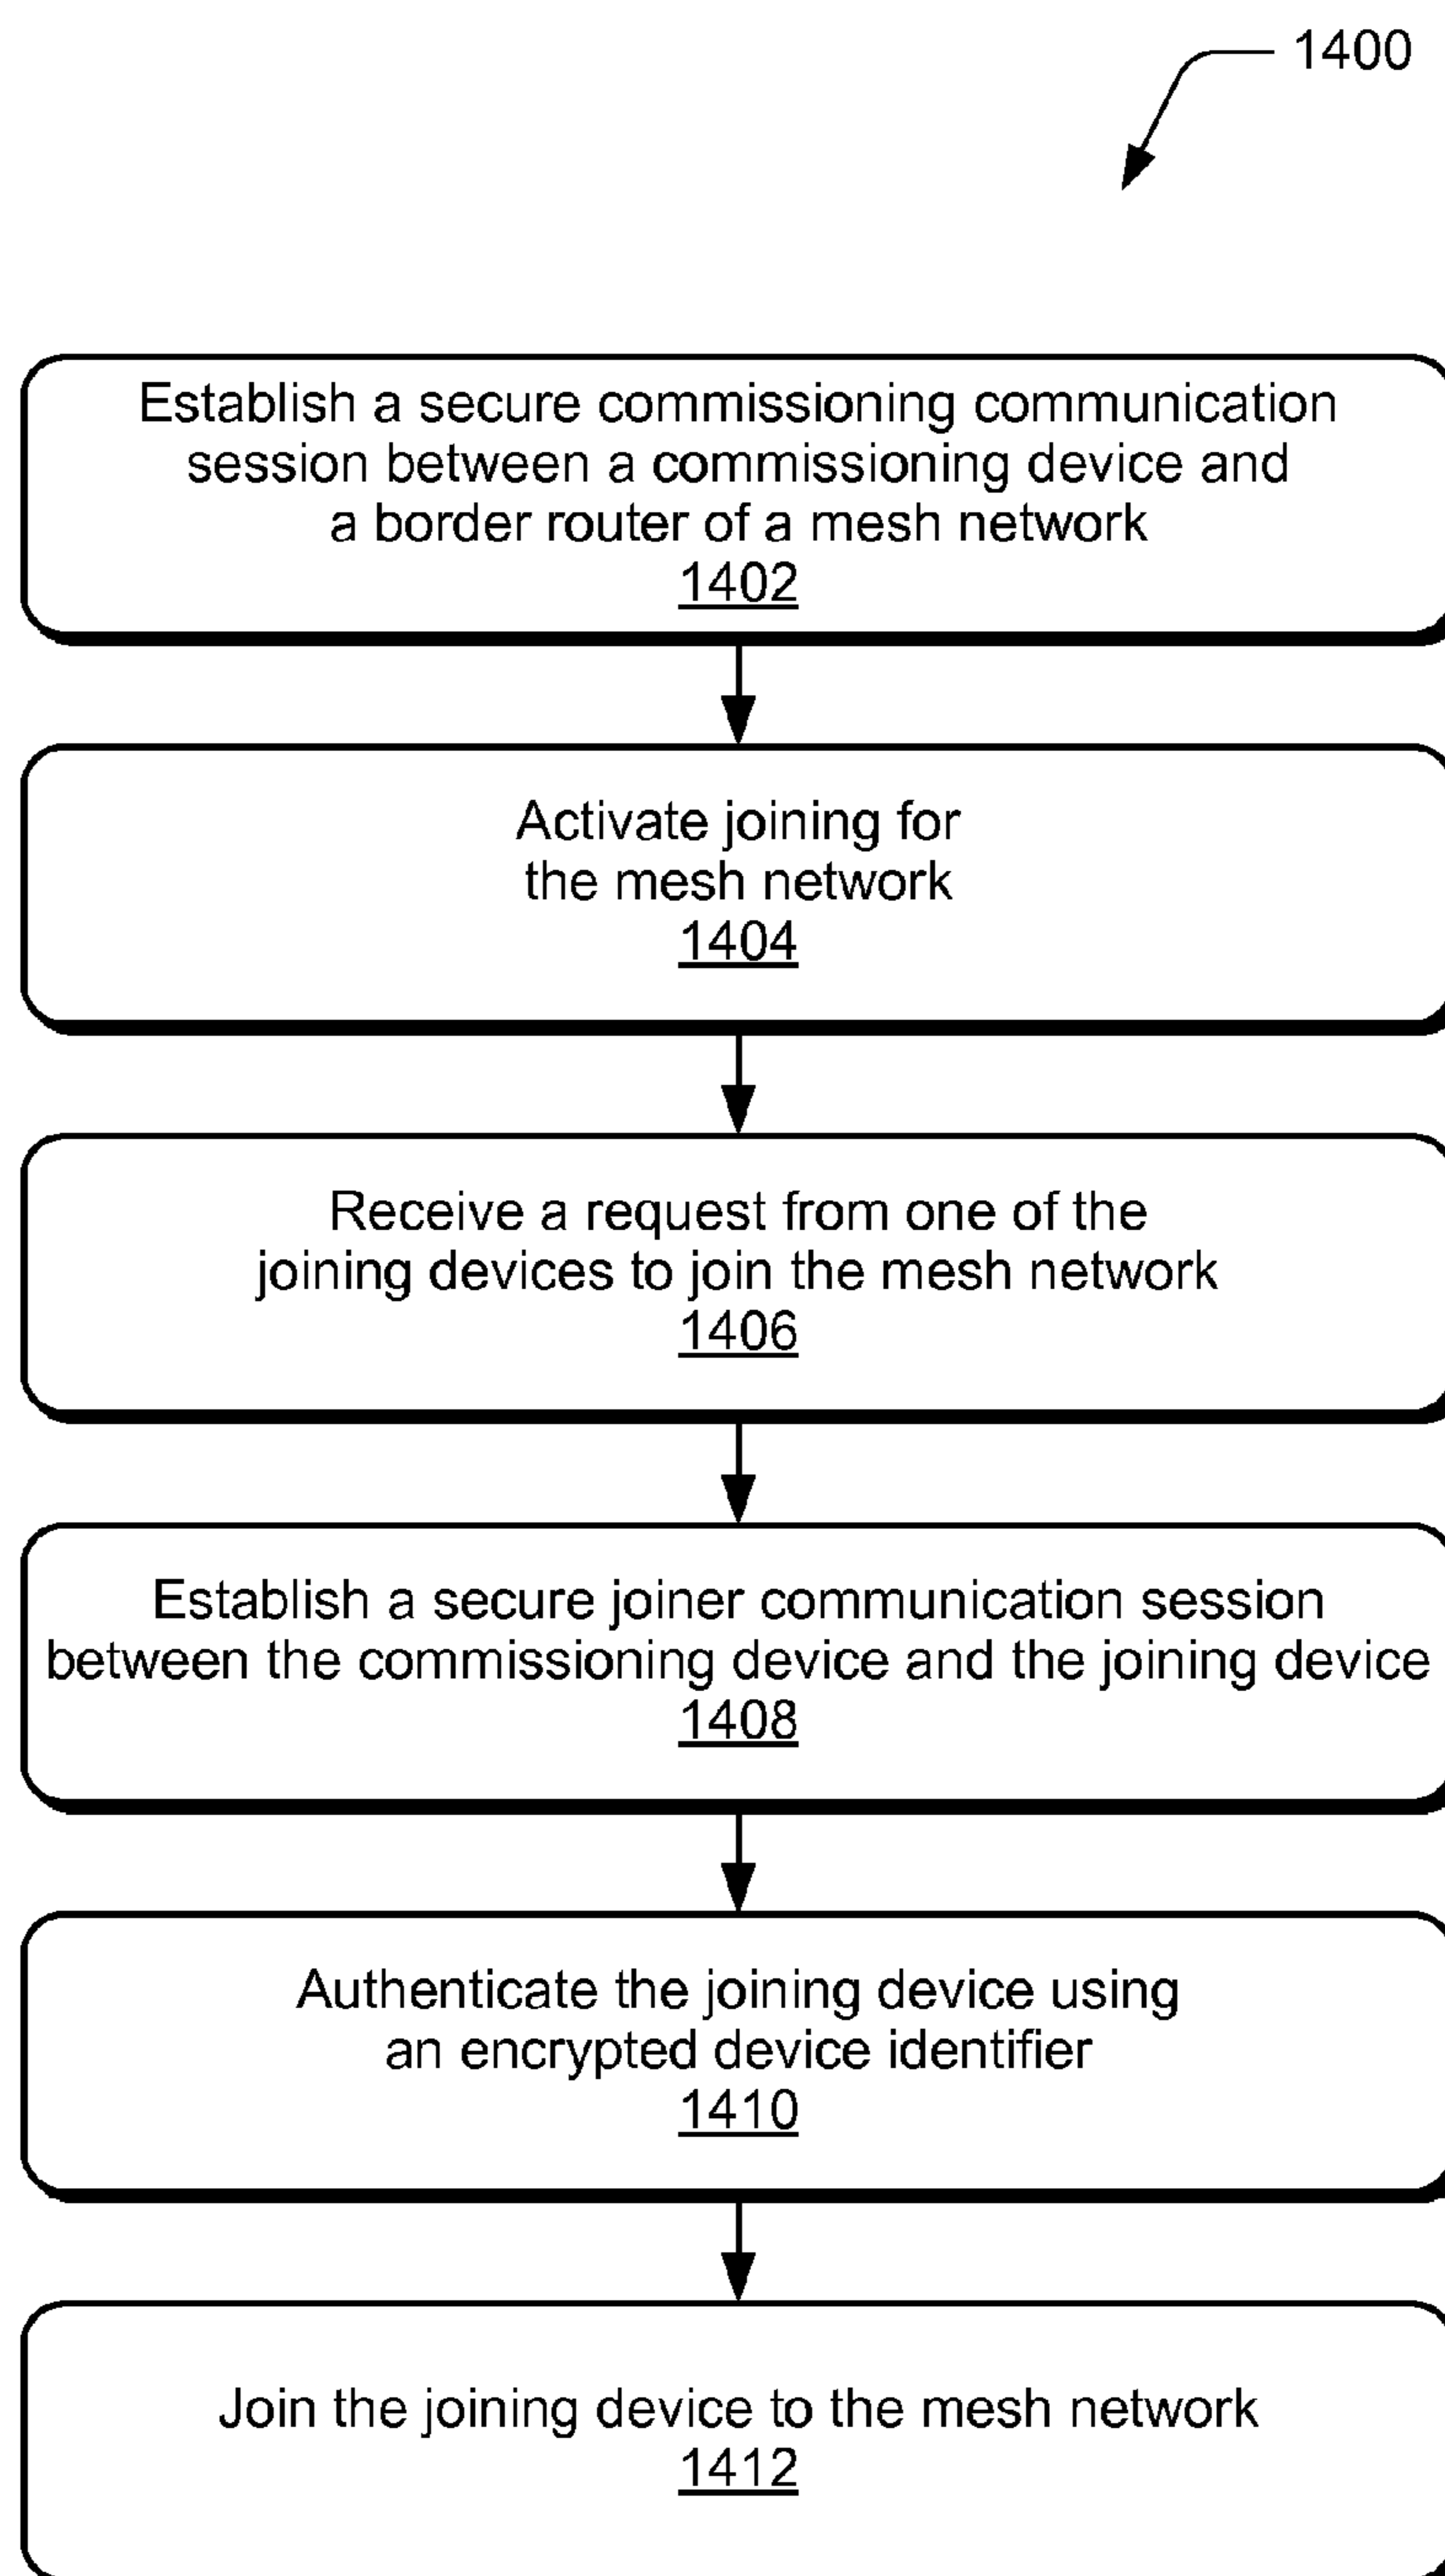 1400
Establish a secure commissioning communication
session between a commissioning device and
a border router of a mesh network
1402
Activate joining for
the mesh network
1404
Receive a request from one of the
joining devices to join the mesh network
1406
Establish a secure joiner communication session
between the commissioning device and the joining device
1408
Authenticate the joining device using
an encrypted device identifier
1410
Join the joining device to the mesh network
1412